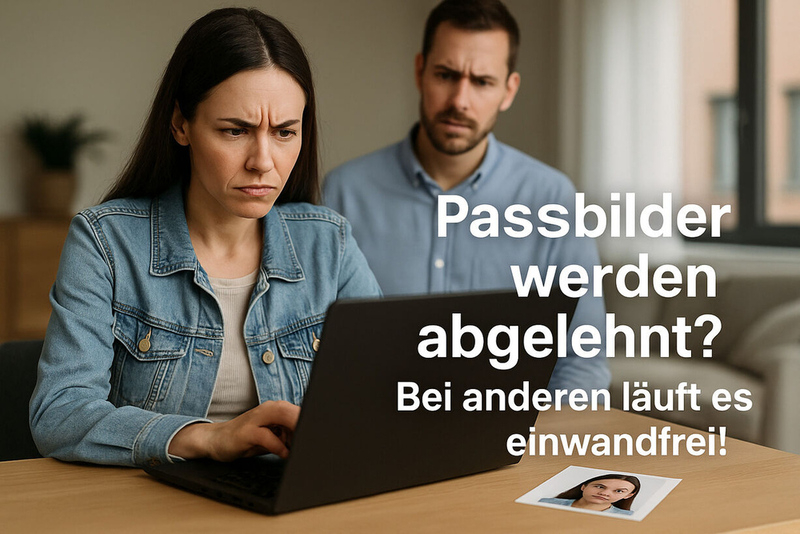 Passbilder
werden
abgelehnt?
Bei anderen läuft es
einwandfrei!